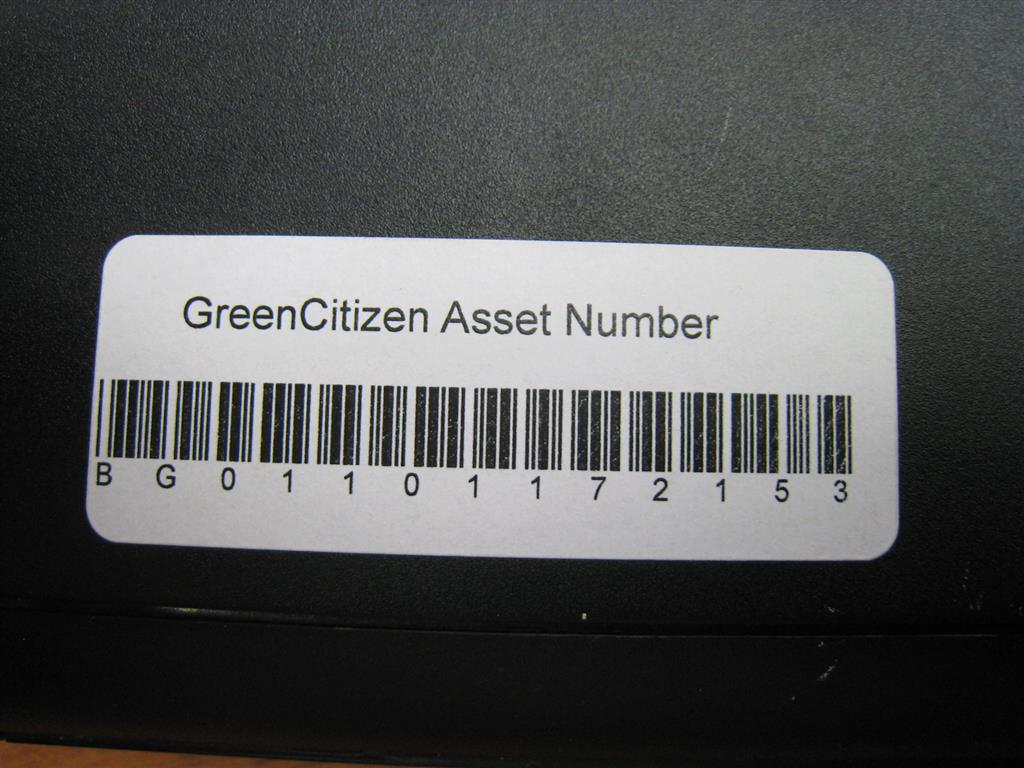 GreenCitizen Asset Number
B G 0 1 1 0 1 1 7 2 1 5 3